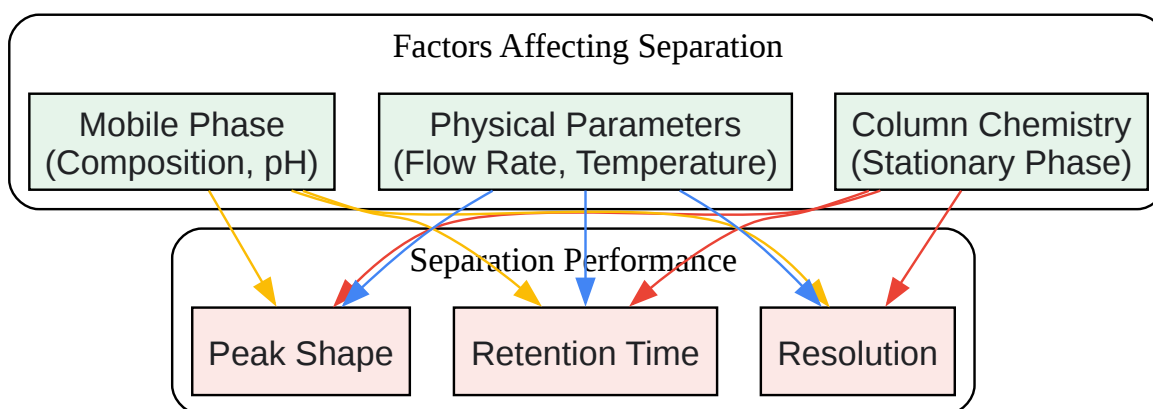 Factors Affecting Separation
Mobile Phase
(Composition, pH)
Physical Parameters
(Flow Rate, Temperature)
Column Chemistry
(Stationary Phase)
Separation Performance
Peak Shape
Retention Time
Resolution